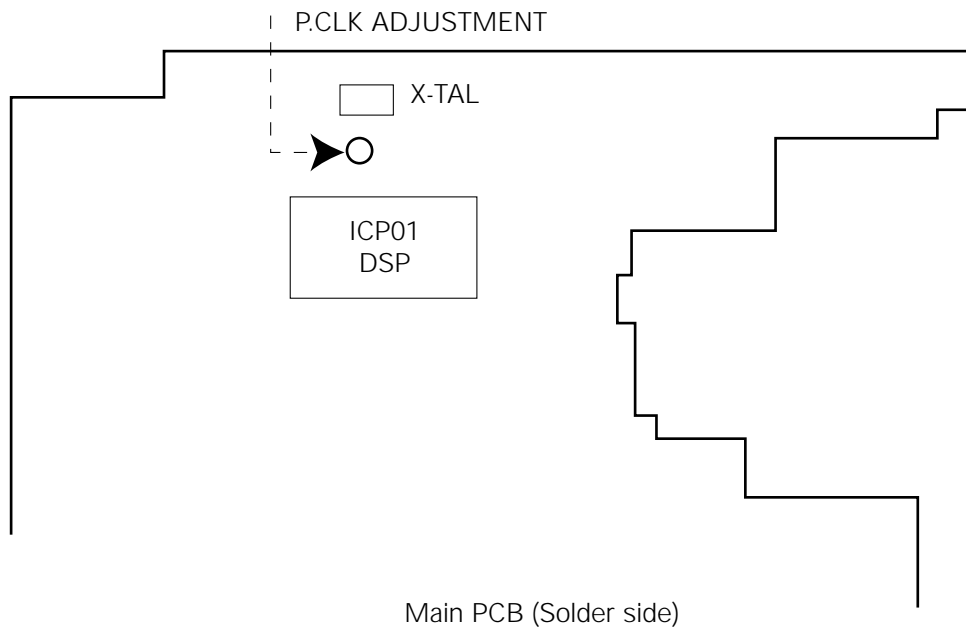 P.CLK ADJUSTMENT
X-TAL
ICP01
DSP
Main PCB (Solder side)